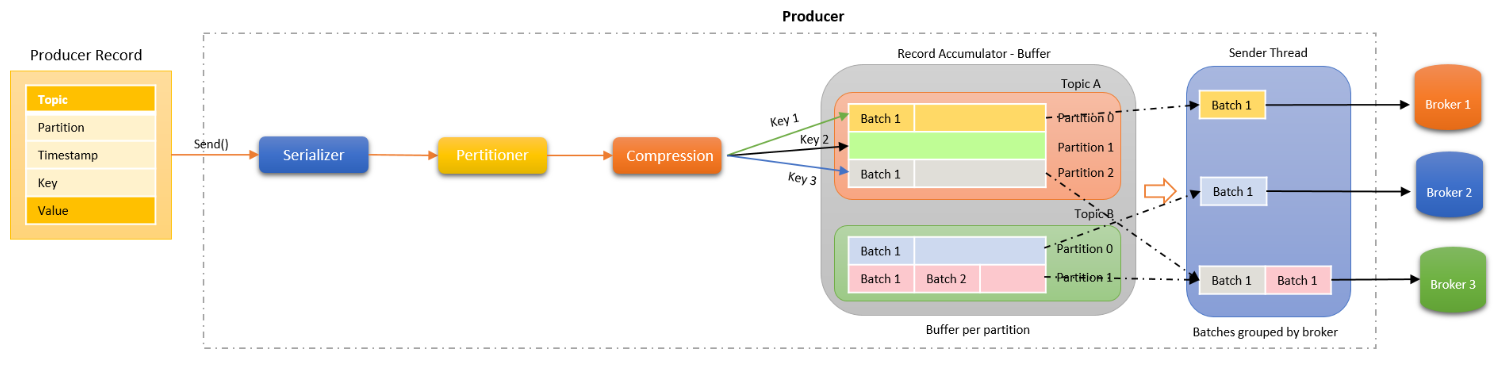 Producer
Producer Record
Topic
Partition
Timestamp
Key
Value
Send()
Serializer
Pertitioner
Compression
Key 1
Key 2
Key 3
Record Accumulator - Buffer
Topic A
Batch 1
Partition 0
Partition 1
Batch 1
Partition 2
Topic B
Batch 1
Partition 0
Batch 1
Batch 2
Partition 1
Buffer per partition
Sender Thread
Batch 1
Batch 1
Batch 1
Batch 1
Batches grouped by broker
Broker 1
Broker 2
Broker 3